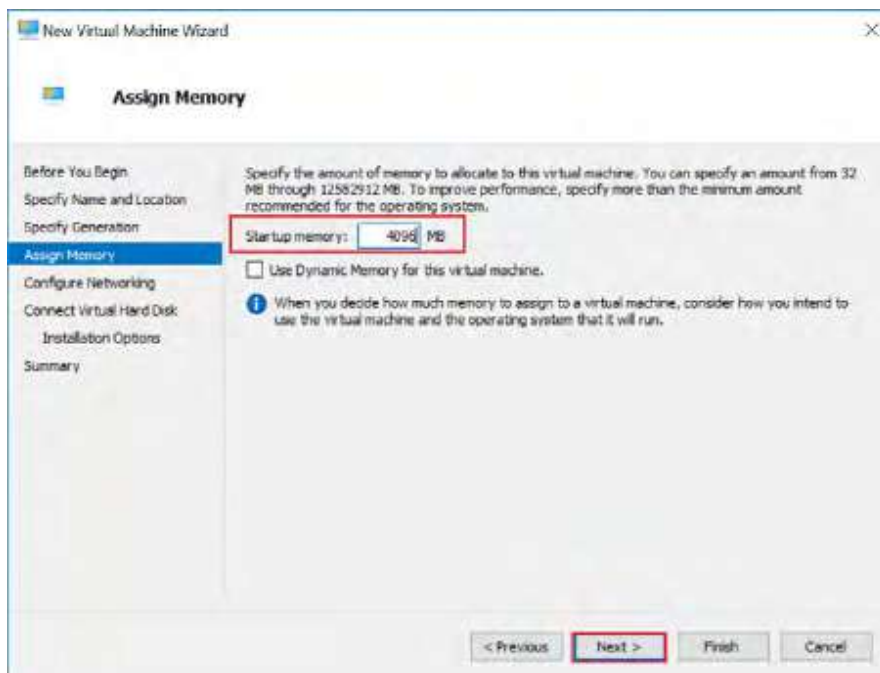 New Virtual Machine Wizard
Assign Memory
Before You Begin
Specify Name and Location
Specify Generation
Assign Memory
Configure Networking
Connect Virtual Hard Disk
Installation Options
Summary
Specify the amount of memory to allocate to this virtual machine. You can specify an amount from 32
MB through 12582912 MB. To improve performance, specify more than the minimum amount
recommended for the operating system.
Startup memory: 4096 MB
Use Dynamic Memory for this virtual machine.
When you decide how much memory to assign to a virtual machine, consider how you intend to
use the virtual machine and the operating system that it will run.
< Previous Next > Finish Cancel